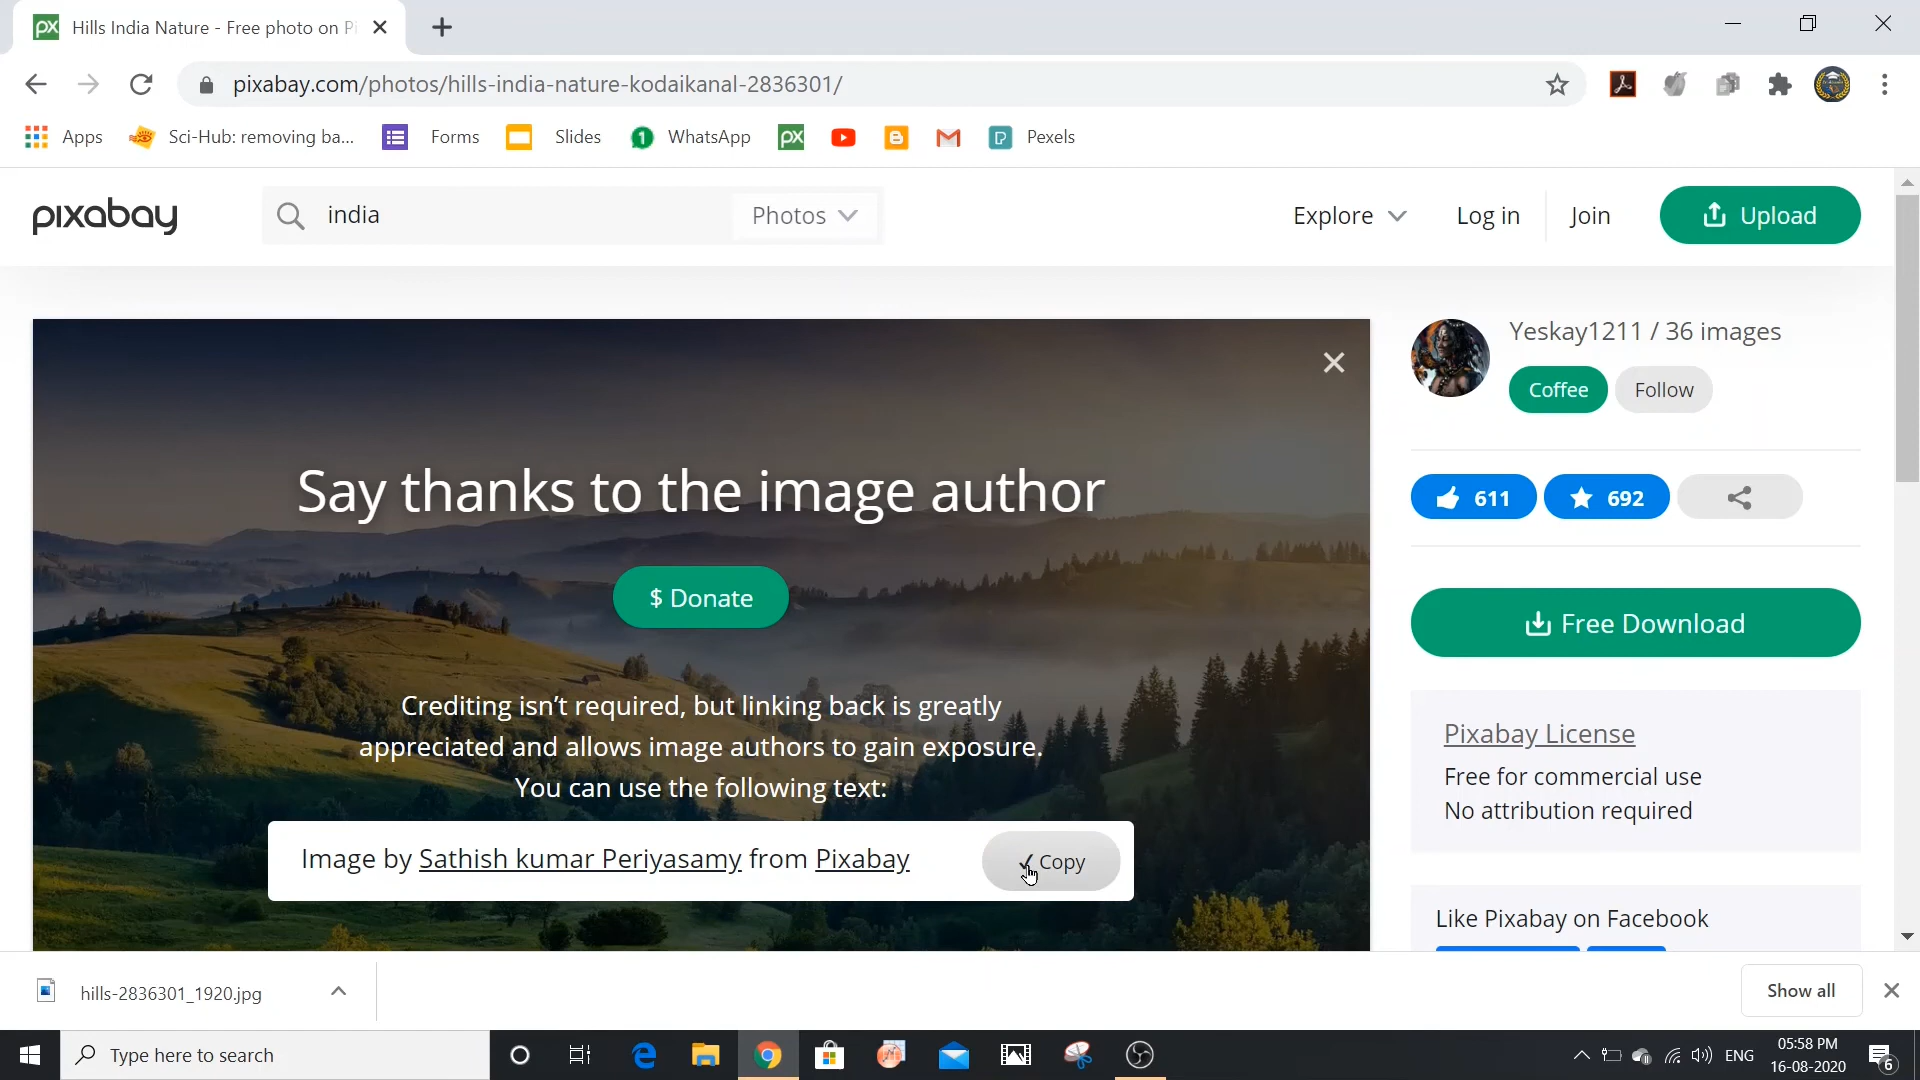 Hills India Nature - Free photo on Pi
pixabay.com/photos/hills-india-nature-kodaikanal-2836301/
Apps
Sci-Hub: removing ba...
Forms
Slides
1
WhatsApp
px
Pexels
pixabay
india
Photos
Explore
Log in
Join
Upload
Say thanks to the image author
$ Donate
Crediting isn't required, but linking back is greatly
appreciated and allows image authors to gain exposure.
You can use the following text:
Image by Sathish kumar Periyasamy from Pixabay
✓ Copy
Yeskay1211 / 36 images
Coffee
Follow
611
692
Free Download
Pixabay License
Free for commercial use
No attribution required
Like Pixabay on Facebook
hills-2836301_1920.jpg
Show all
Type here to search
ENG
05:58 PM
16-08-2020
6